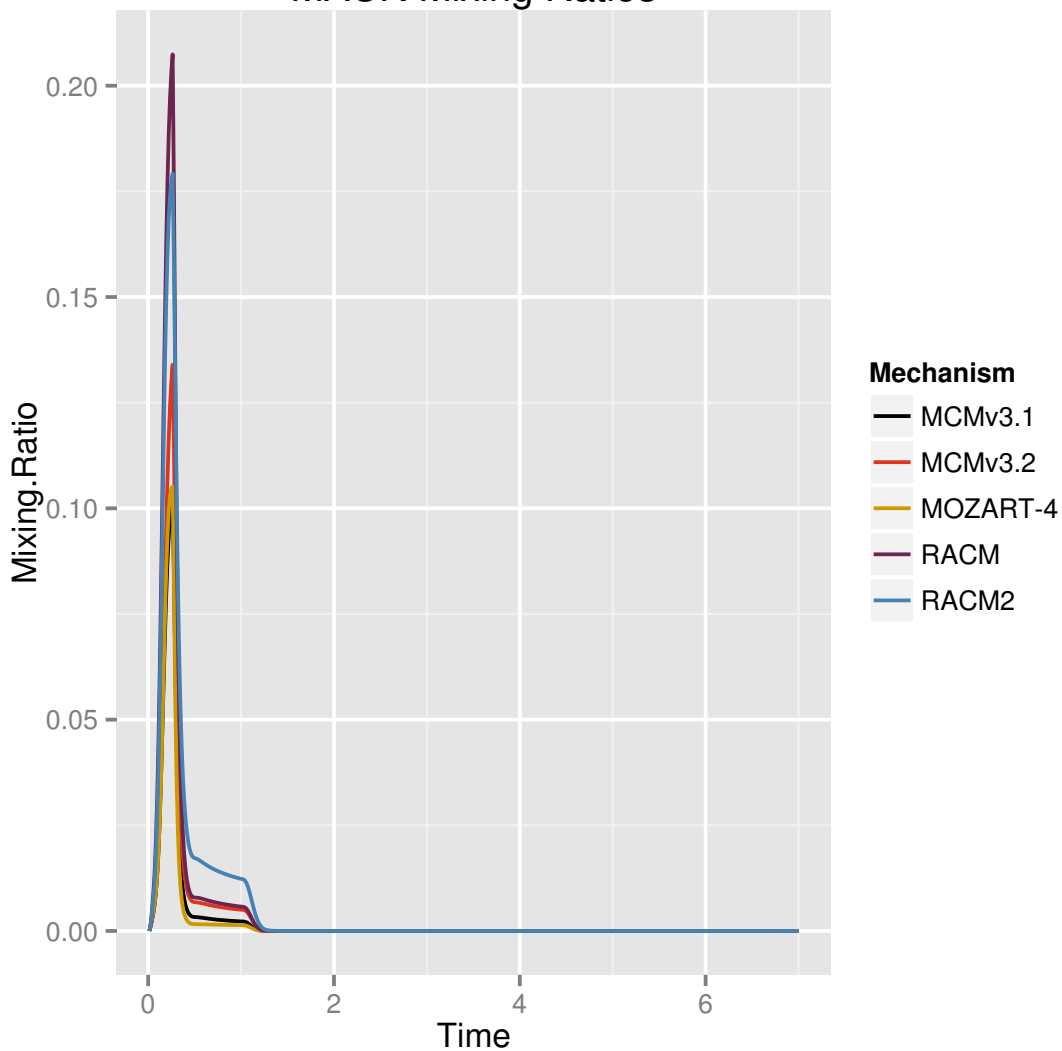 Mixing Ratios
0.20
0.15
0.10
0.05
0.00
Mixing.Ratio
0
2
4
6
Time
Mechanism
MCMv3.1
MCMv3.2
MOZART-4
RACM
RACM2